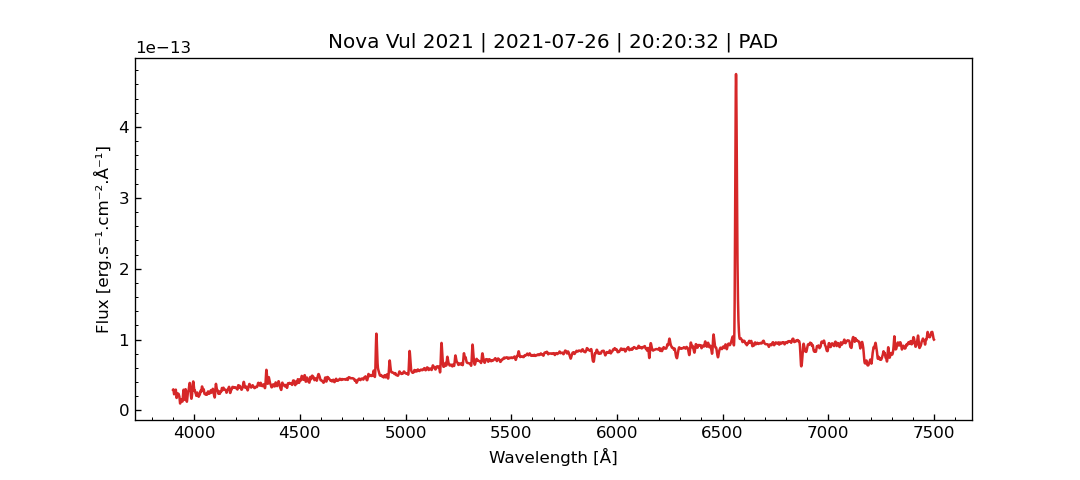 Nova Vul 2021 | 2021-07-26 | 20:20:32 | PAD
1e−13
Flux [erg.s⁻¹.cm⁻².Å⁻¹]
4
3
2
1
0
4000 4500 5000 5500 6000 6500 7000 7500
Wavelength [Å]